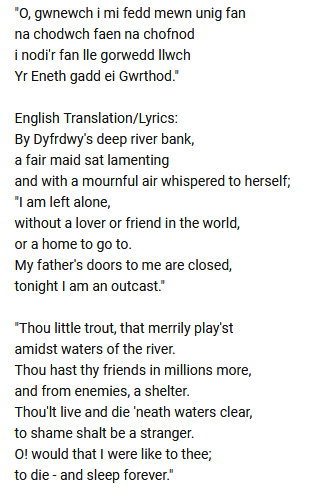 "O, gwnewch i mi fedd mewn unig fan
na chodwch faen na chofnod
i nodi'r fan lle gorwedd llwch
Yr Eneth gadd ei Gwrthod."

English Translation/Lyrics:
By Dyfrdwy's deep river bank,
a fair maid sat lamenting
and with a mournful air whispered to herself;
"I am left alone,
without a lover or friend in the world,
or a home to go to.
My father's doors to me are closed,
tonight I am an outcast."

"Thou little trout, that merrily play'st
amidst waters of the river.
Thou hast thy friends in millions more,
and from enemies, a shelter.
Thou'lt live and die 'neath waters clear,
to shame shalt be a stranger.
O! would that I were like to thee;
to die - and sleep forever."